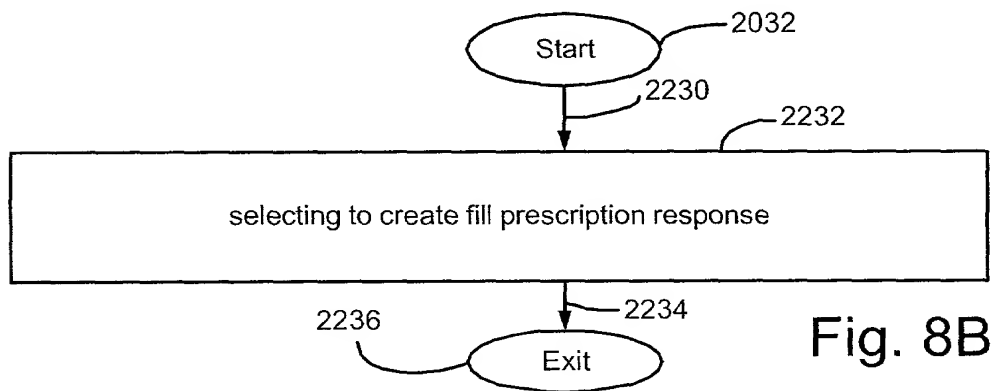 Start
2032
2230
2232
selecting to create fill prescription response
2234
2236
Exit
Fig. 8B